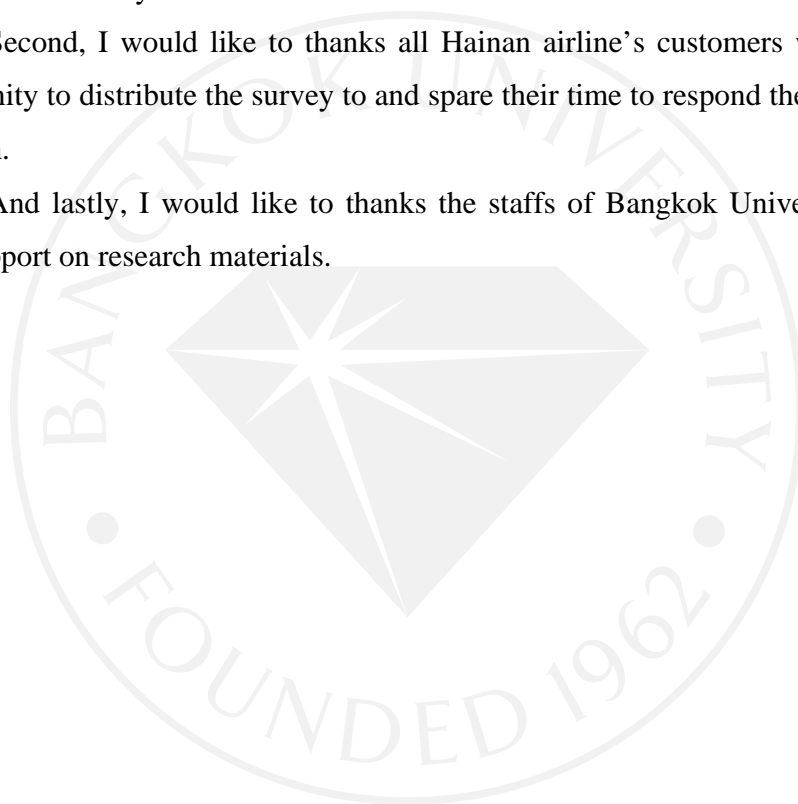 Second, I would like to thanks all Hainan airline’s customers
nity to distribute the survey to and spare their time to respond the
And lastly, I would like to thanks the staffs of Bangkok Unive
port on research materials.
BANGKOK UNIVERSITY
FOUNDED 1962